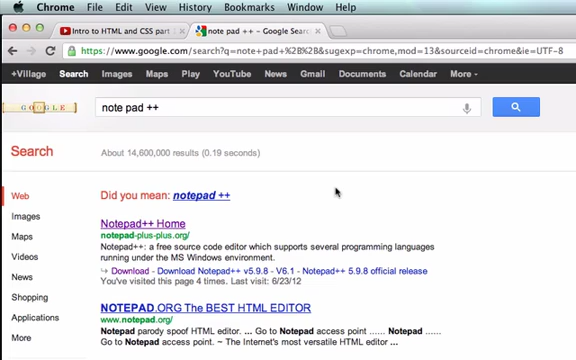 Chrome File Edit View History Bookmarks Window Help
Intro to HTML and CSS part
note pad ++ - Google Sear
https://www.google.com/search?q=note+pad+%2B%2B&sugexp=chrome,mod=13&sourceid=chrome&ie=UTF-8
+Village Search Images Maps Play YouTube News Gmail Documents Calendar More
GOOGLE
note pad ++
Search
About 14,600,000 results (0.19 seconds)
Web
Images
Maps
Videos
News
Shopping
Applications
More
Did you mean: notepad ++
Notepad++ Home
notepad-plus-plus.org/
Notepad++: a free source code editor which supports several programming languages
running under the MS Windows environment.
Download - Download Notepad++ v5.9.8 - V6.1 - Notepad++ 5.9.8 official release
You've visited this page 4 times. Last visit: 6/23/12
NOTEPAD.ORG The BEST HTML EDITOR
www.notepad.org/
Notepad parody spoof HTML editor. ... Go to Notepad access point ...... Notepad ...
Go to Notepad access point. ~ The Internet's most versatile HTML editor ...